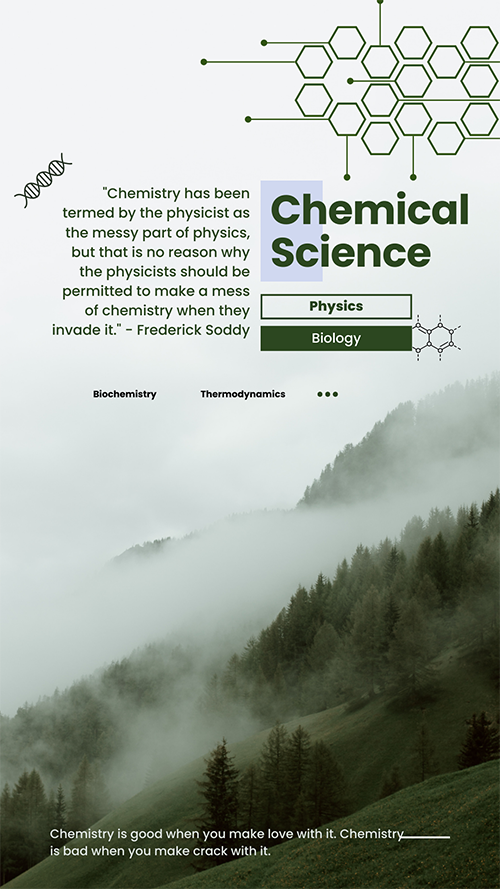 "Chemistry has been
termed by the physicist as
the messy part of physics,
but that is no reason why
the physicists should be
permitted to make a mess
of chemistry when they
invade it." - Frederick Soddy
Chemical
Science
Physics
Biology
Biochemistry
Thermodynamics
Chemistry is good when you make love with it. Chemistry
is bad when you make crack with it.